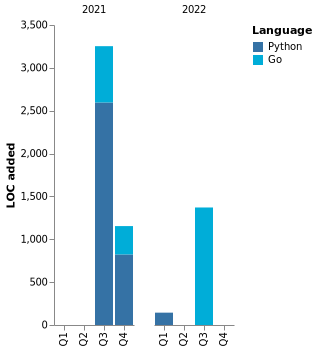 2021 2022
Language
Python
Go
LOC added
3,500
3,000
2,500
2,000
1,500
1,000
500
0
Q1 Q2 Q3 Q4 Q1 Q2 Q3 Q4